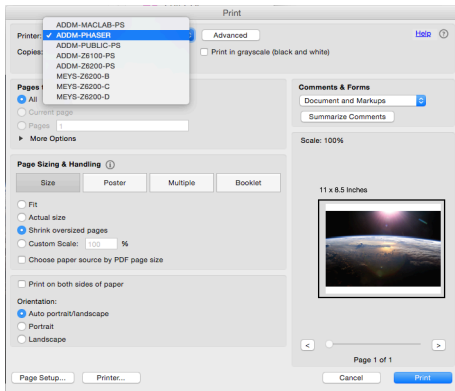 Print
Printer:
ADDM-MACLAB-PS
✓ ADDM-PHASER
ADDM-PUBLIC-PS
ADDM-Z6100-PS
ADDM-Z6200-PS
MEYS-Z6200-B
MEYS-Z6200-C
MEYS-Z6200-D
Advanced
Help ?
Copies:
Print in grayscale (black and white)
Pages t
All
Current page
Pages 1
More Options
Page Sizing & Handling i
Size Poster Multiple Booklet
Fit
Actual size
Shrink oversized pages
Custom Scale: 100 %
Choose paper source by PDF page size
Print on both sides of paper
Orientation:
Auto portrait/landscape
Portrait
Landscape
Comments & Forms
Document and Markups
Summarize Comments
Scale: 100%
11 x 8.5 Inches
< >
Page 1 of 1
Page Setup... Printer... Cancel Print